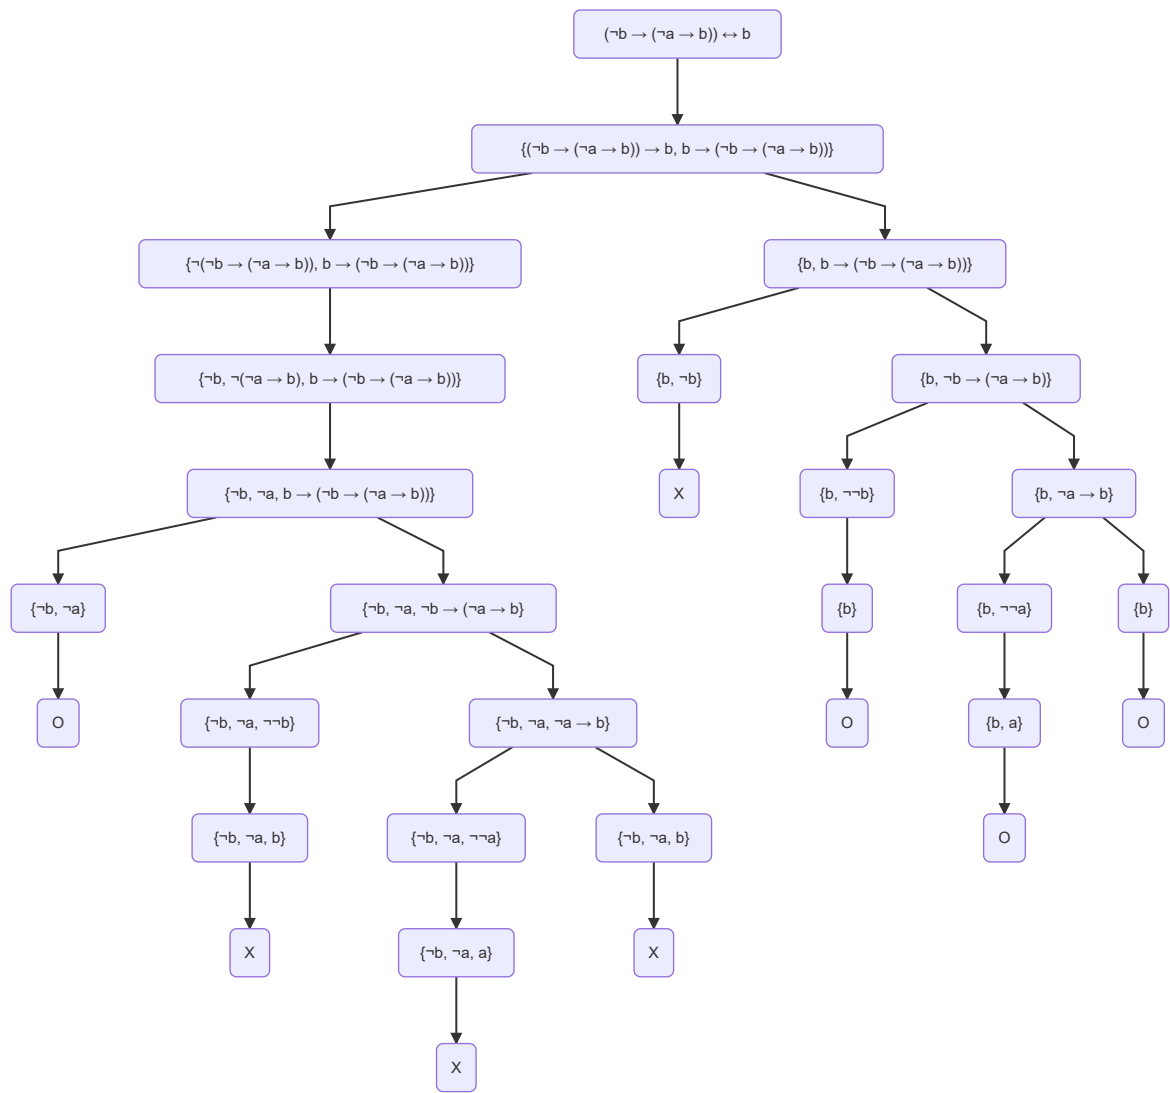 (¬b → (¬a → b)) ↔ b
{(¬b → (¬a → b)) → b, b → (¬b → (¬a → b))}
{¬(¬b → (¬a → b)), b → (¬b → (¬a → b))}
{b, b → (¬b → (¬a → b))}
{¬b, ¬(¬a → b), b → (¬b → (¬a → b))}
{b, ¬b}
{b, ¬b → (¬a → b)}
{¬b, ¬a, b → (¬b → (¬a → b))}
X
{b, ¬¬b}
{b, ¬a → b}
{¬b, ¬a}
{¬b, ¬a, ¬b → (¬a → b}
{b}
{b, ¬¬a}
{b}
O
{¬b, ¬a, ¬¬b}
{¬b, ¬a, ¬a → b}
O
{b, a}
O
{¬b, ¬a, b}
{¬b, ¬a, ¬¬a}
{¬b, ¬a, b}
O
X
{¬b, ¬a, a}
X
X